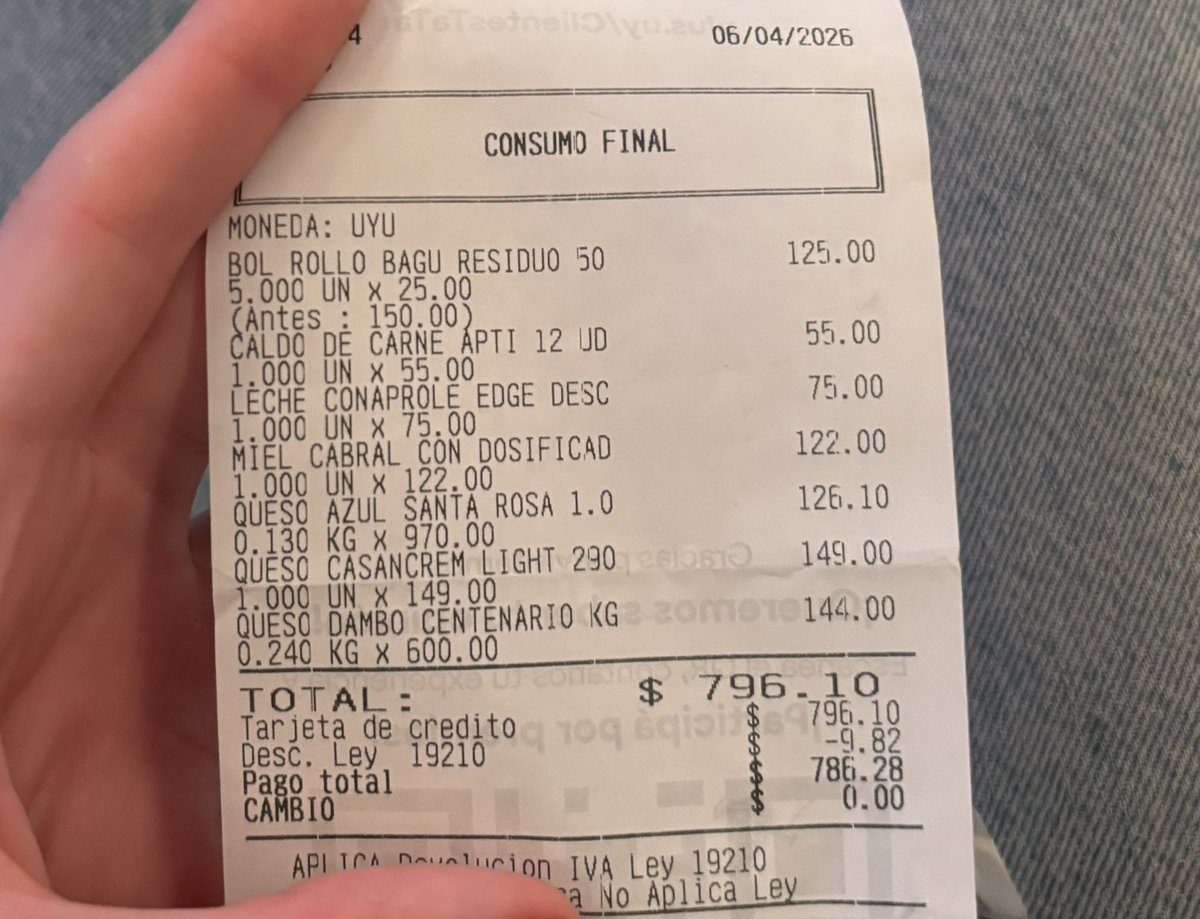 4 06/04/2026
CONSUMO FINAL
MONEDA: UYU
BOL ROLLO BAGU RESIDUO 50 125.00
5.000 UN x 25.00
(Antes : 150.00)
CALDO DE CARNE APTI 12 UD 55.00
1.000 UN x 55.00
LECHE CONAPROLE EDGE DESC 75.00
1.000 UN x 75.00
MIEL CABRAL CON DOSIFICAD 122.00
1.000 UN x 122.00
QUESO AZUL SANTA ROSA 1.0 126.10
0.130 KG x 970.00
QUESO CASANCREM LIGHT 290 149.00
1.000 UN x 149.00
QUESO DAMBO CENTENARIO KG 144.00
0.240 KG x 600.00
TOTAL: $ 796.10
Tarjeta de credito $ 796.10
Desc. Ley 19210 $ -9.82
Pago total $ 786.28
CAMBIO $ 0.00
APLICA Devolucion IVA Ley 19210
No Aplica Ley